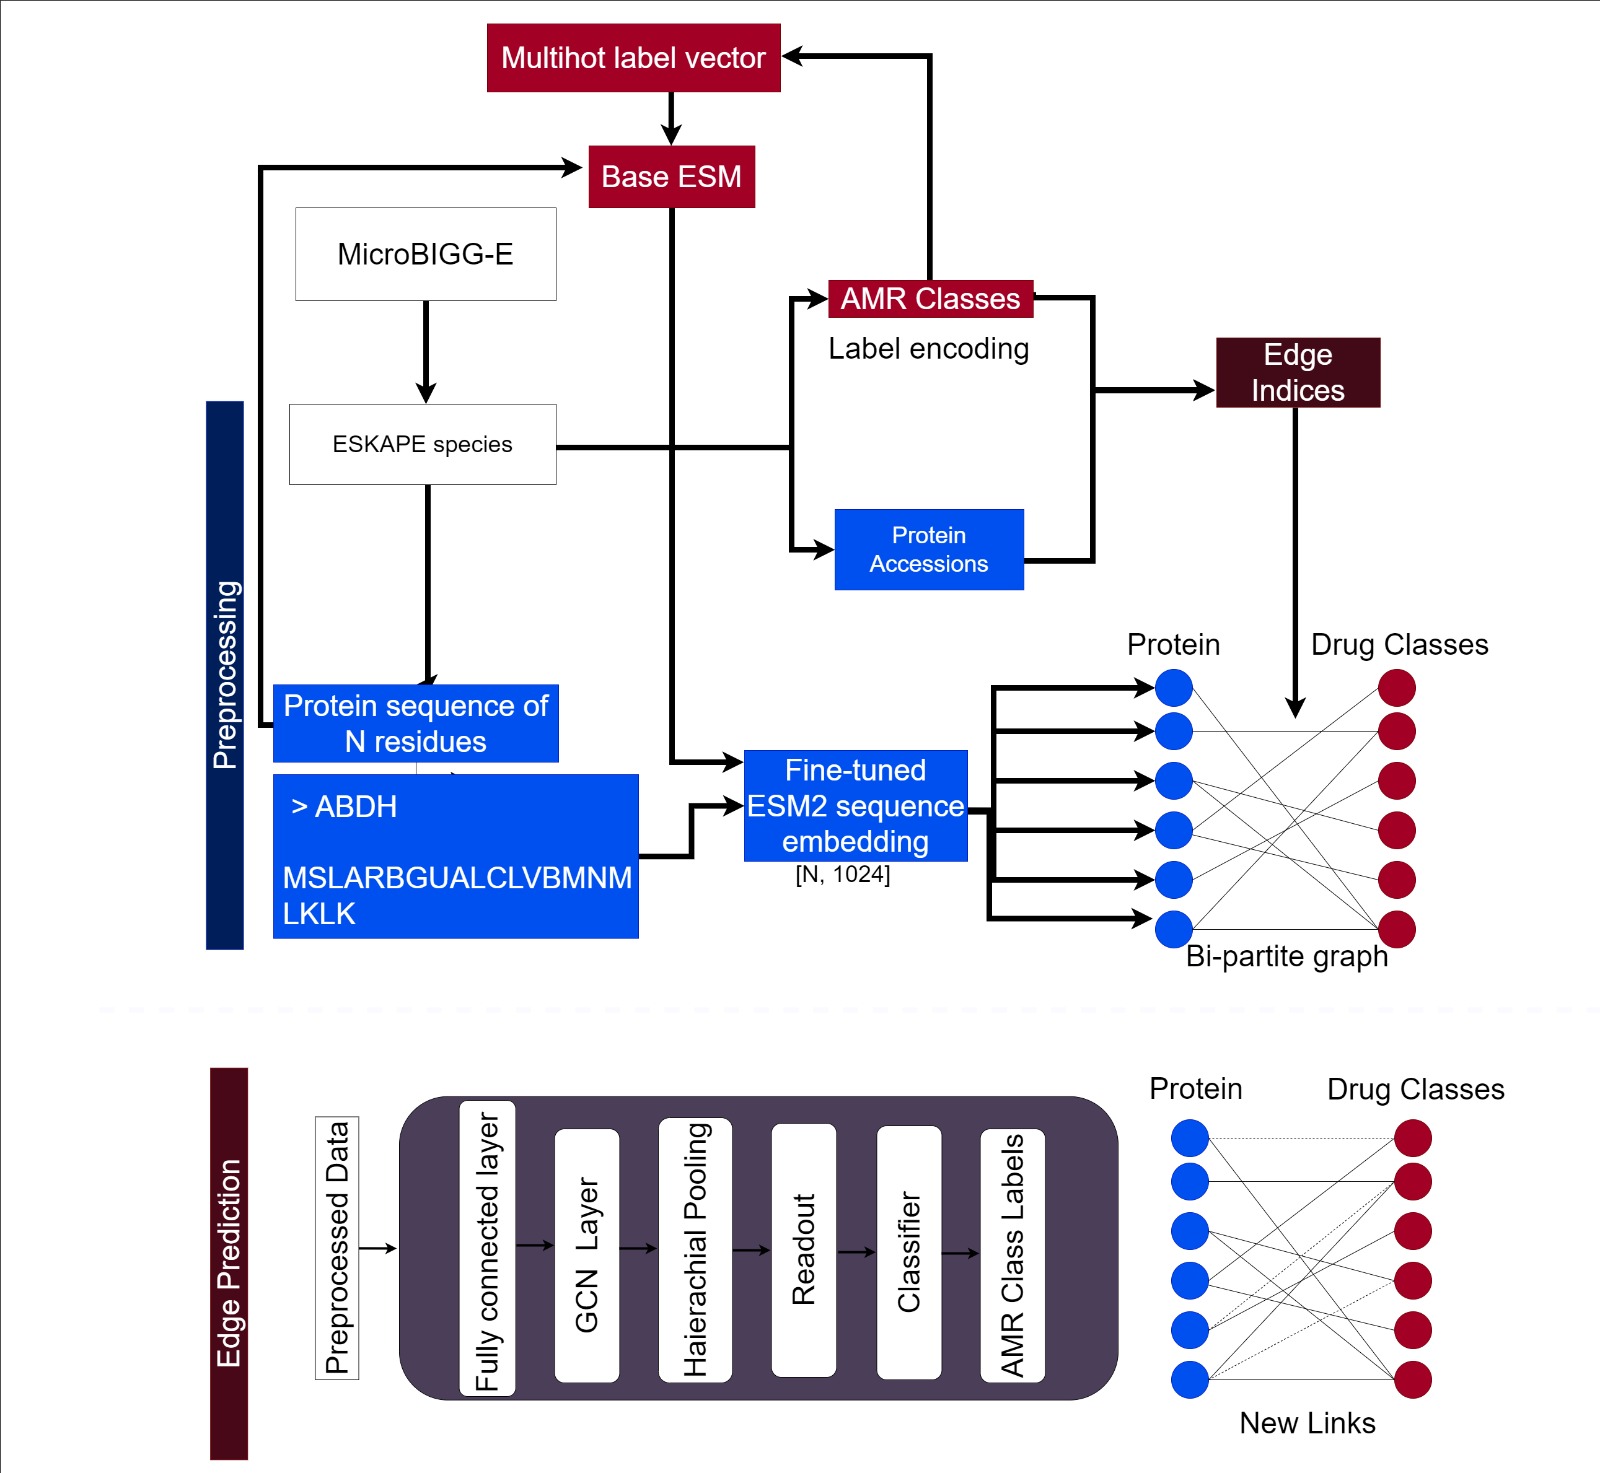 Multihot label vector
Base ESM
MicroBIGG-E
AMR Classes
Label encoding
Edge
Indices
ESKAPE species
Protein
Accessions
Preprocessing
Protein sequence of
N residues
> ABDH
MSLARBGUALCLVBMNM
LKLK
Fine-tuned
ESM2 sequence
embedding
[N, 1024]
Protein
Drug Classes
Bi-partite graph
Edge Prediction
Preprocessed Data
Fully connected layer
GCN Layer
Haierachial Pooling
Readout
Classifier
AMR Class Labels
Protein
Drug Classes
New Links